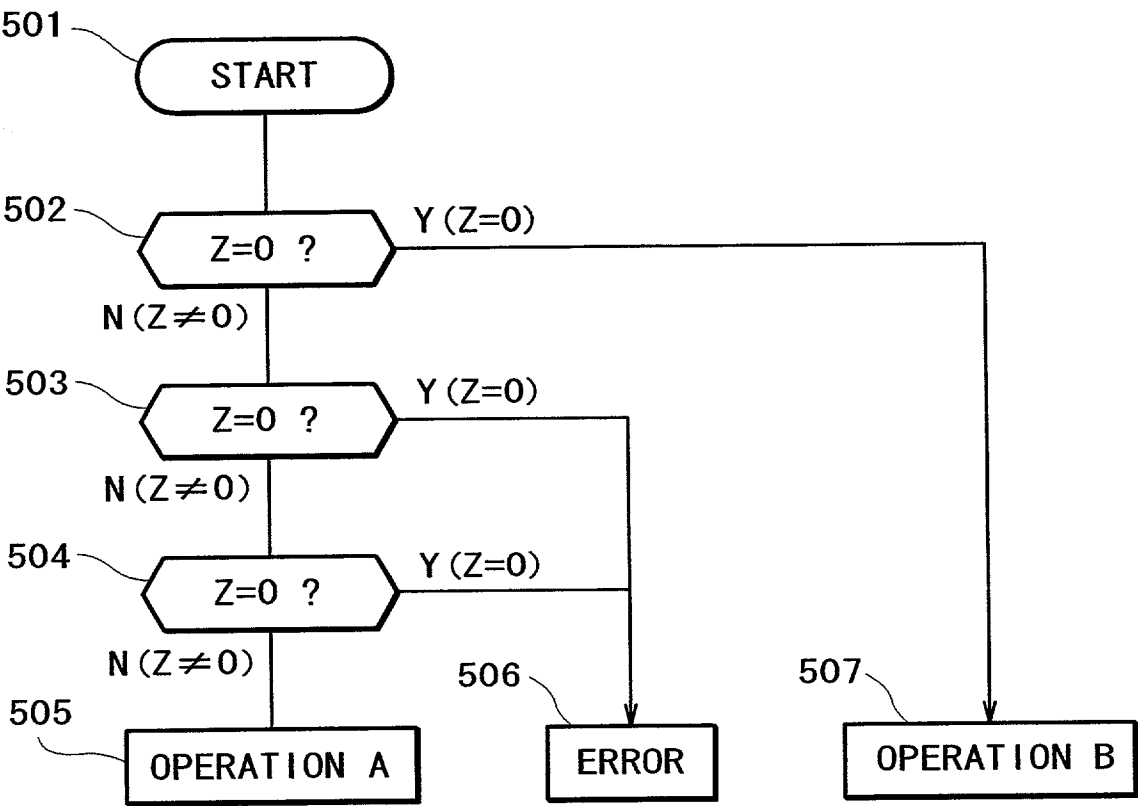 501
START
502
Z=0 ?
Y(Z=0)
N(Z≠0)
503
Z=0 ?
Y(Z=0)
N(Z≠0)
504
Z=0 ?
Y(Z=0)
N(Z≠0)
505
OPERATION A
506
ERROR
507
OPERATION B